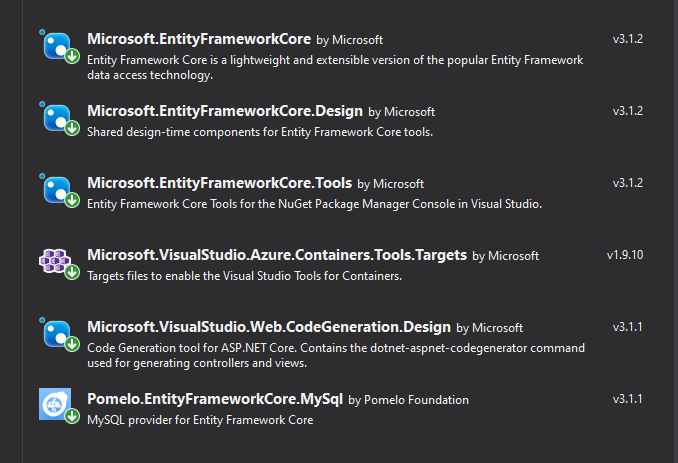 Microsoft.EntityFrameworkCore by Microsoft v3.1.2
Entity Framework Core is a lightweight and extensible version of the popular Entity Framework
data access technology.
Microsoft.EntityFrameworkCore.Design by Microsoft v3.1.2
Shared design-time components for Entity Framework Core tools.
Microsoft.EntityFrameworkCore.Tools by Microsoft v3.1.2
Entity Framework Core Tools for the NuGet Package Manager Console in Visual Studio.
Microsoft.VisualStudio.Azure.Containers.Tools.Targets by Microsoft v1.9.10
Targets files to enable the Visual Studio Tools for Containers.
Microsoft.VisualStudio.Web.CodeGeneration.Design by Microsoft v3.1.1
Code Generation tool for ASP.NET Core. Contains the dotnet-aspnet-codegenerator command
used for generating controllers and views.
Pomelo.EntityFrameworkCore.MySql by Pomelo Foundation v3.1.1
MySQL provider for Entity Framework Core